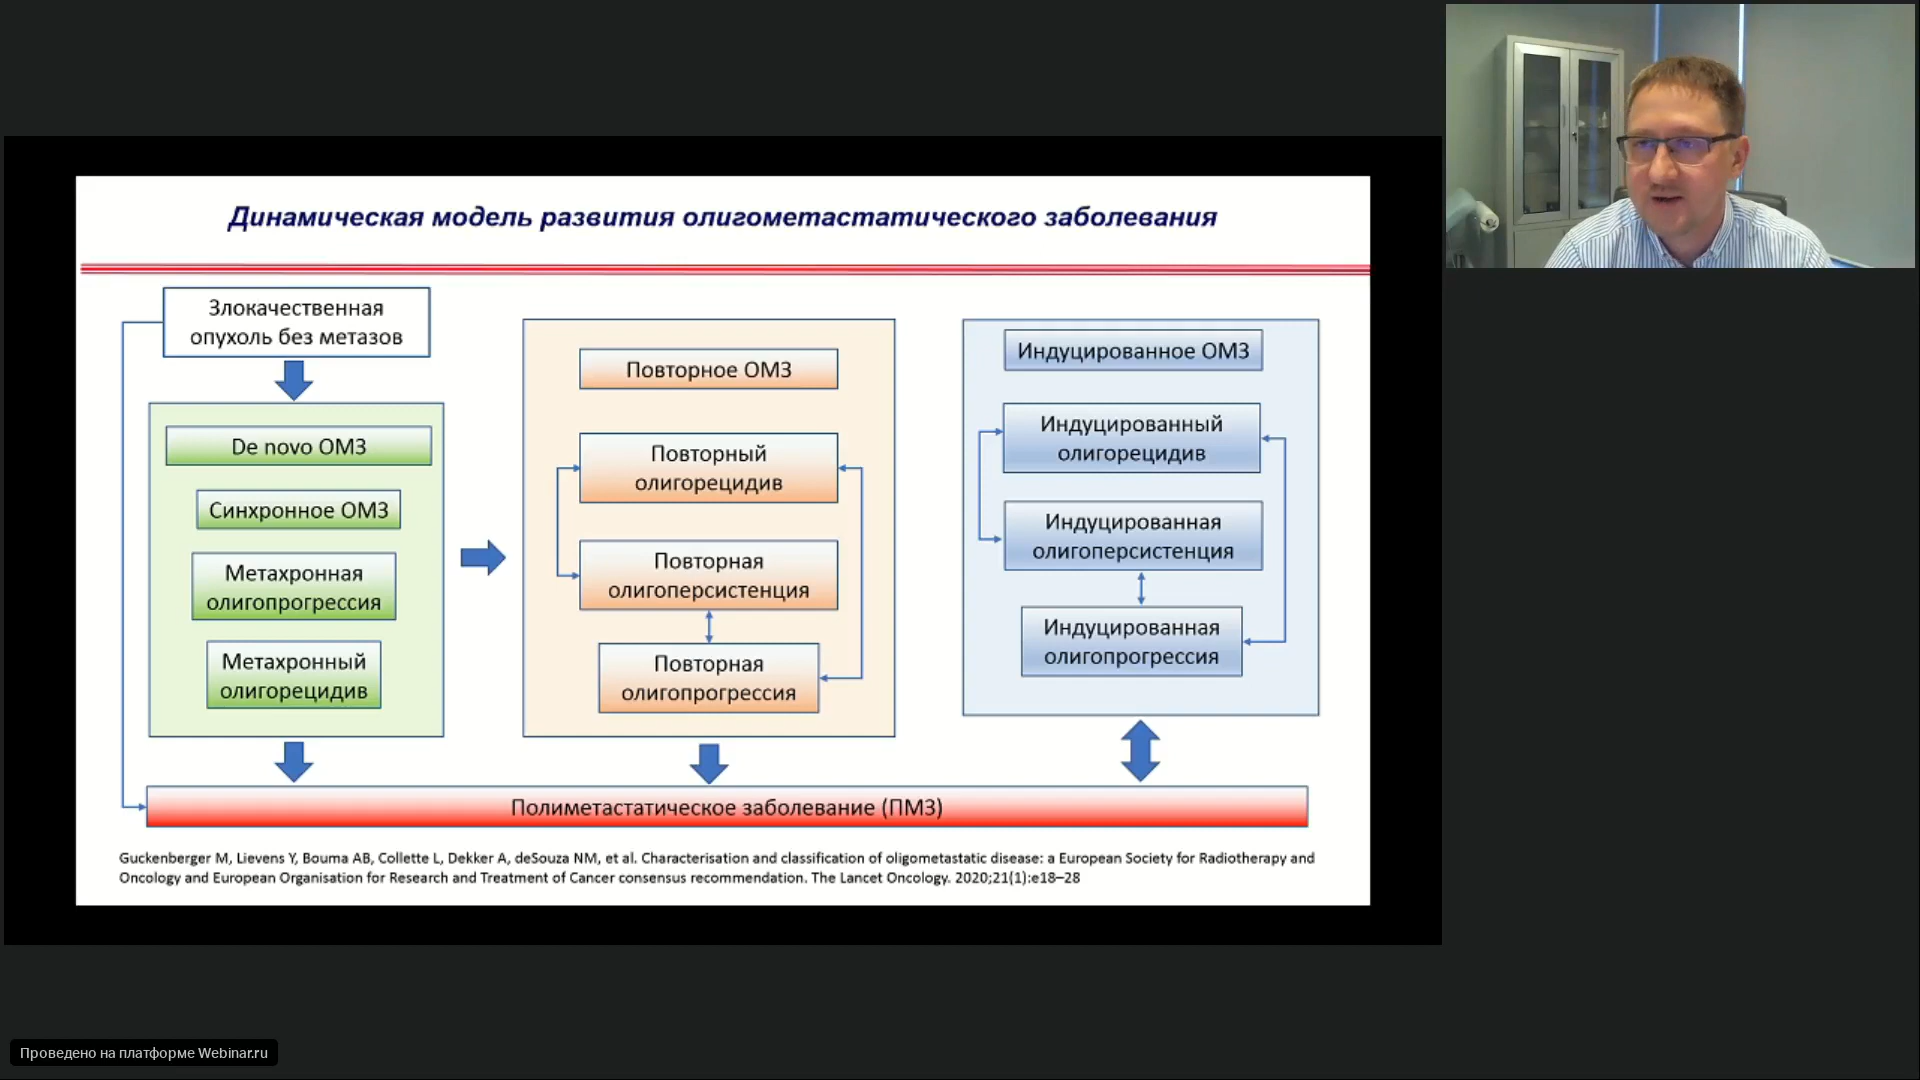 Динамическая модель развития олигометастатического заболевания
Злокачественная
опухоль без метазов
De novo ОМЗ
Синхронное ОМЗ
Метахронная
олигопрогрессия
Метахронный
олигорецидив
Повторное ОМЗ
Повторный
олигорецидив
Повторная
олигоперсистенция
Повторная
олигопрогрессия
Индуцированное ОМЗ
Индуцированный
олигорецидив
Индуцированная
олигоперсистенция
Индуцированная
олигопрогрессия
Полиметастатическое заболевание (ПМЗ)
Guckenberger M, Lievens Y, Bouma AB, Collette L, Dekker A, deSouza NM, et al. Characterisation and classification of oligometastatic disease: a European Society for Radiotherapy and
Oncology and European Organisation for Research and Treatment of Cancer consensus recommendation. The Lancet Oncology. 2020;21(1):e18–28
Проведено на платформе Webinar.ru